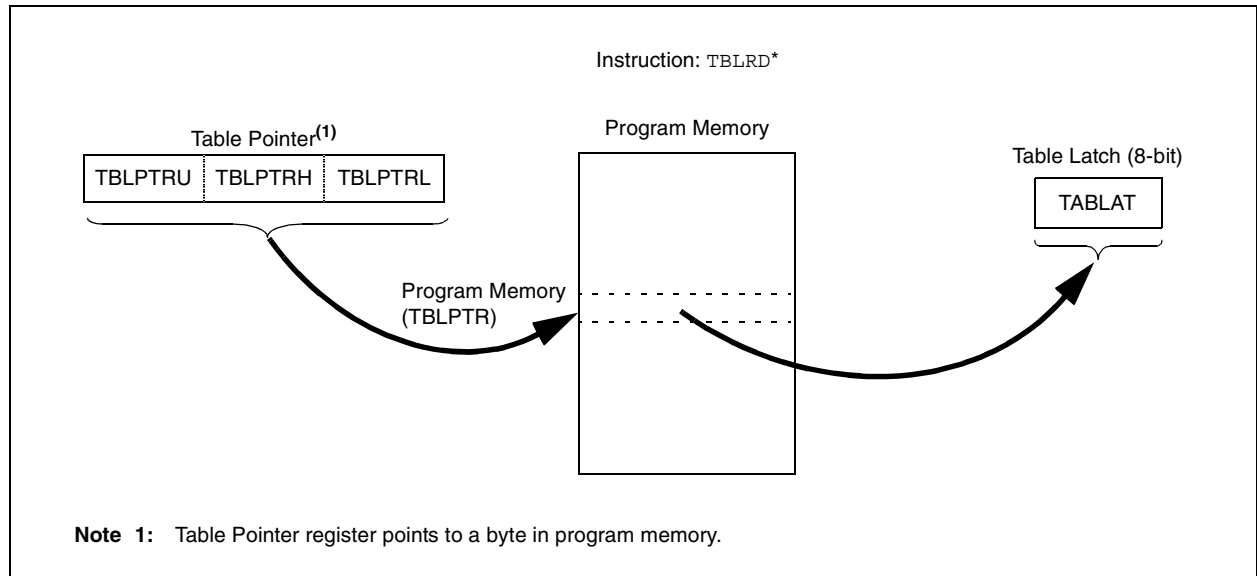 Instruction: TBLRD*
Table Pointer(1)
TBLPTRU TBLPTRH TBLPTRL
Program Memory
Table Latch (8-bit)
TABLAT
Program Memory
(TBLPTR)
Note 1: Table Pointer register points to a byte in program memory.